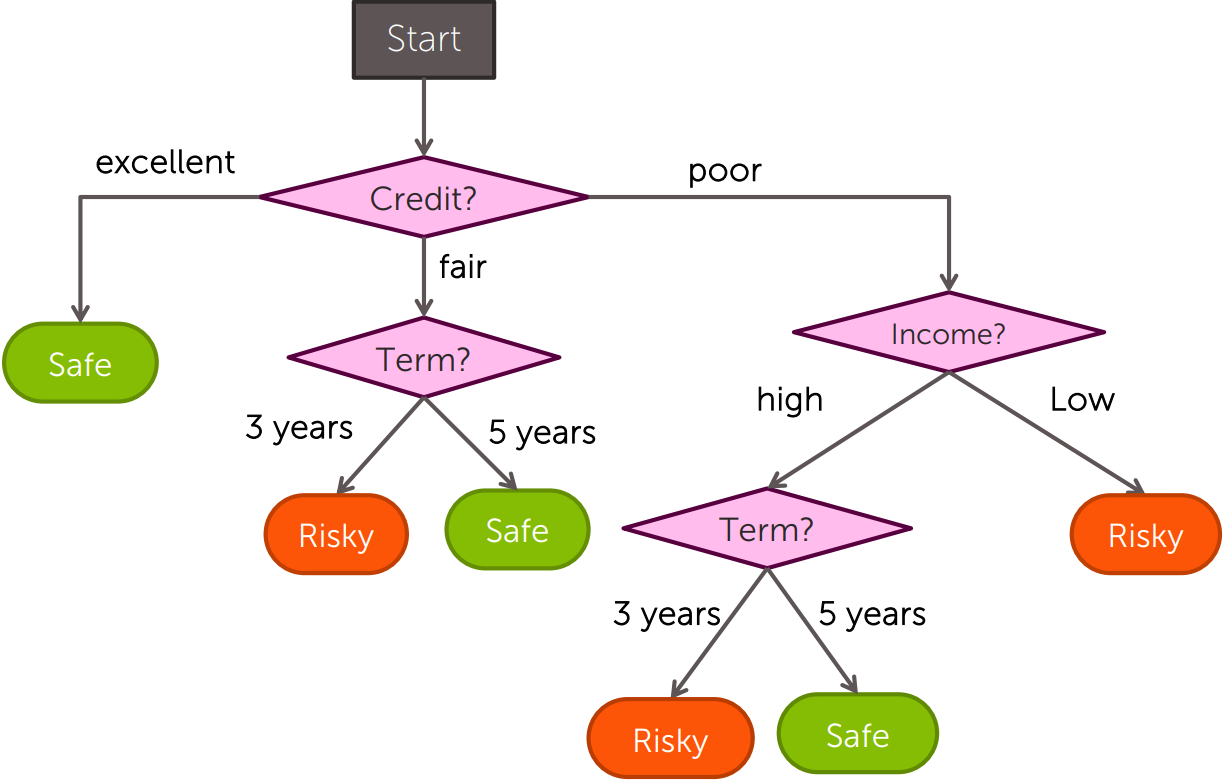 Start
excellent
poor
Credit?
fair
Income?
Term?
Safe
high
Low
3 years
5 years
Term?
Safe
Risky
Risky
3 years
5 years
Safe
Risky